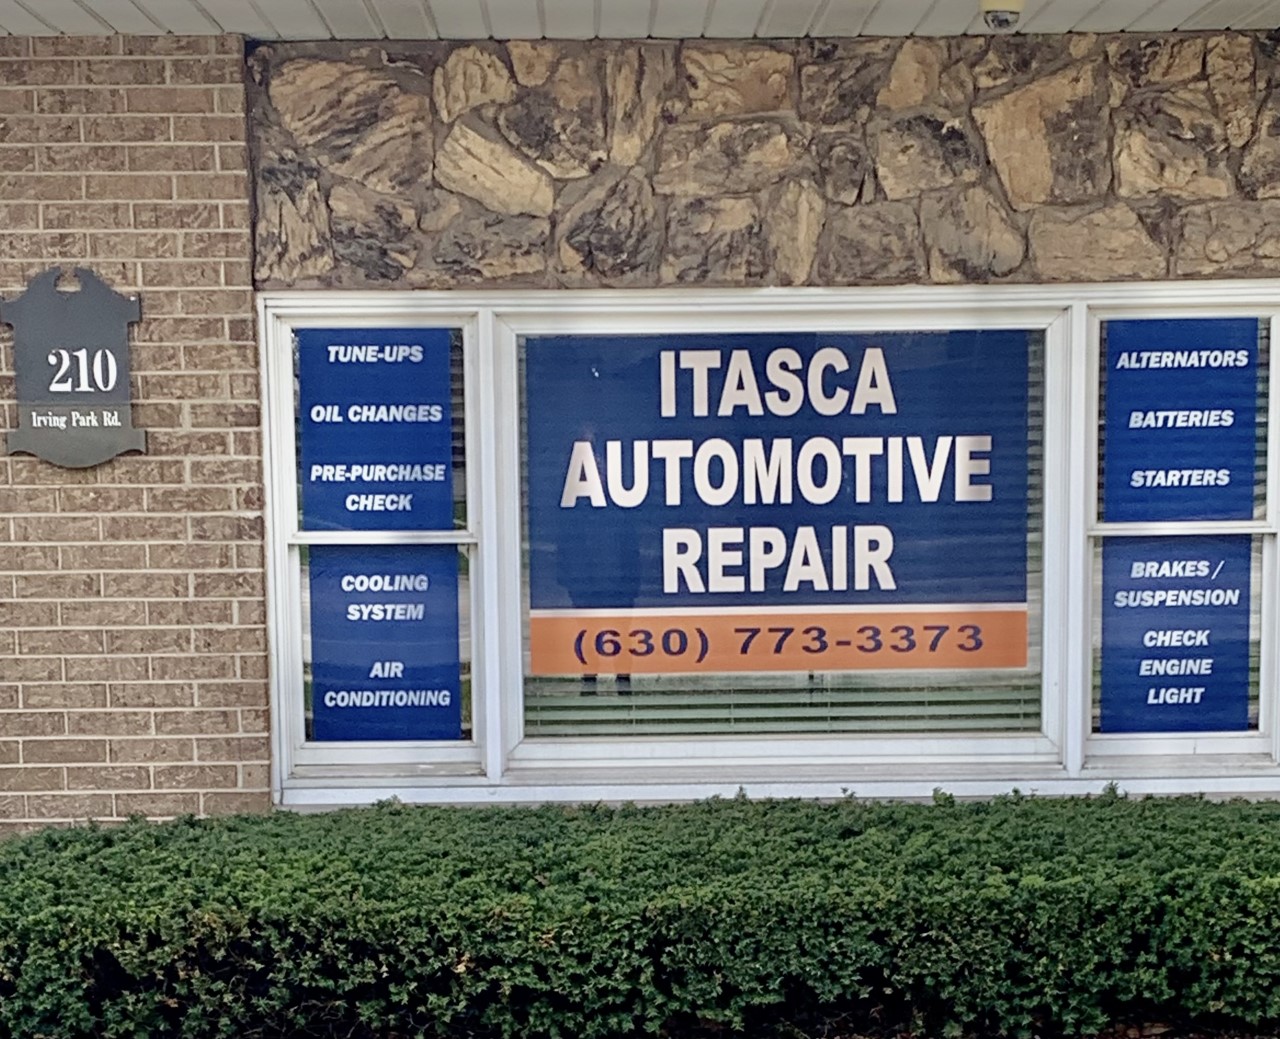 210
Irving Park Rd.
TUNE-UPS
OIL CHANGES
PRE-PURCHASE
CHECK
COOLING
SYSTEM
AIR
CONDITIONING
ITASCA
AUTOMOTIVE
REPAIR
(630) 773-3373
ALTERNATORS
BATTERIES
STARTERS
BRAKES /
SUSPENSION
CHECK
ENGINE
LIGHT